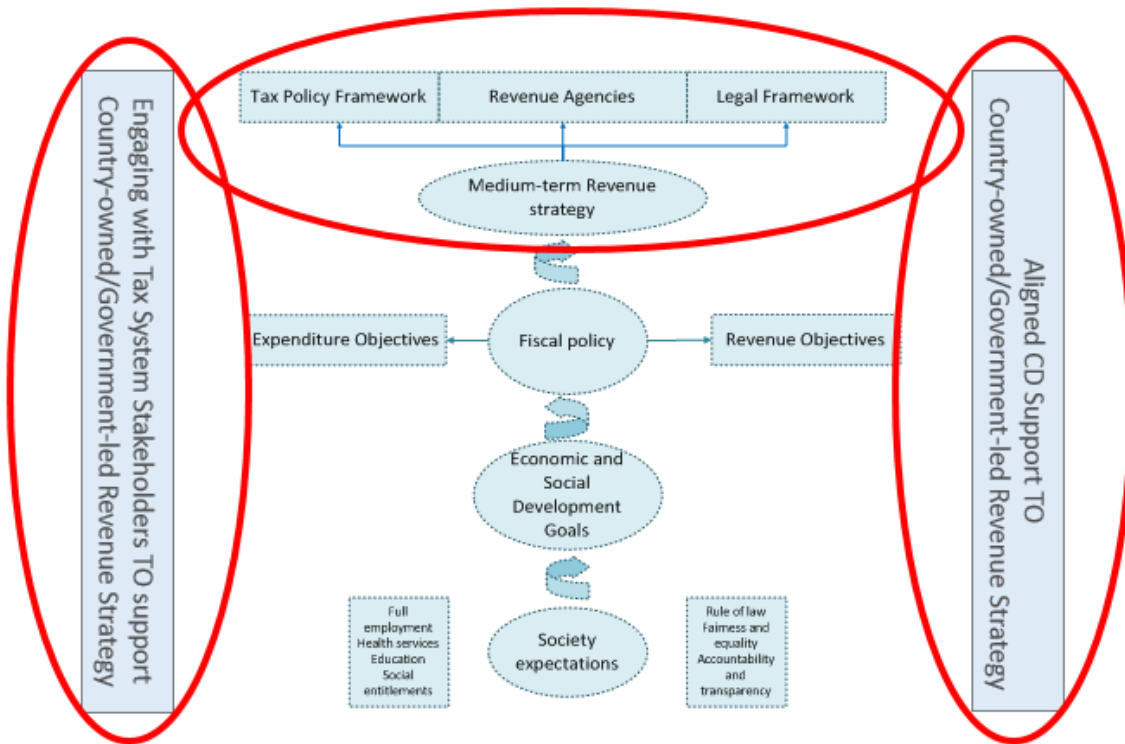 Engaging with Tax System Stakeholders TO support
Country-owned/Government-led Revenue Strategy
Tax Policy Framework
Revenue Agencies
Legal Framework
Medium-term Revenue
strategy
Expenditure Objectives
Fiscal policy
Revenue Objectives
Economic and
Social
Development
Goals
Full
employment
Health services
Education
Social
entitlements
Society
expectations
Rule of law
Fairness and
equality
Accountability
and
transparency
Aligned CD Support TO
Country-owned/Government-led Revenue Strategy